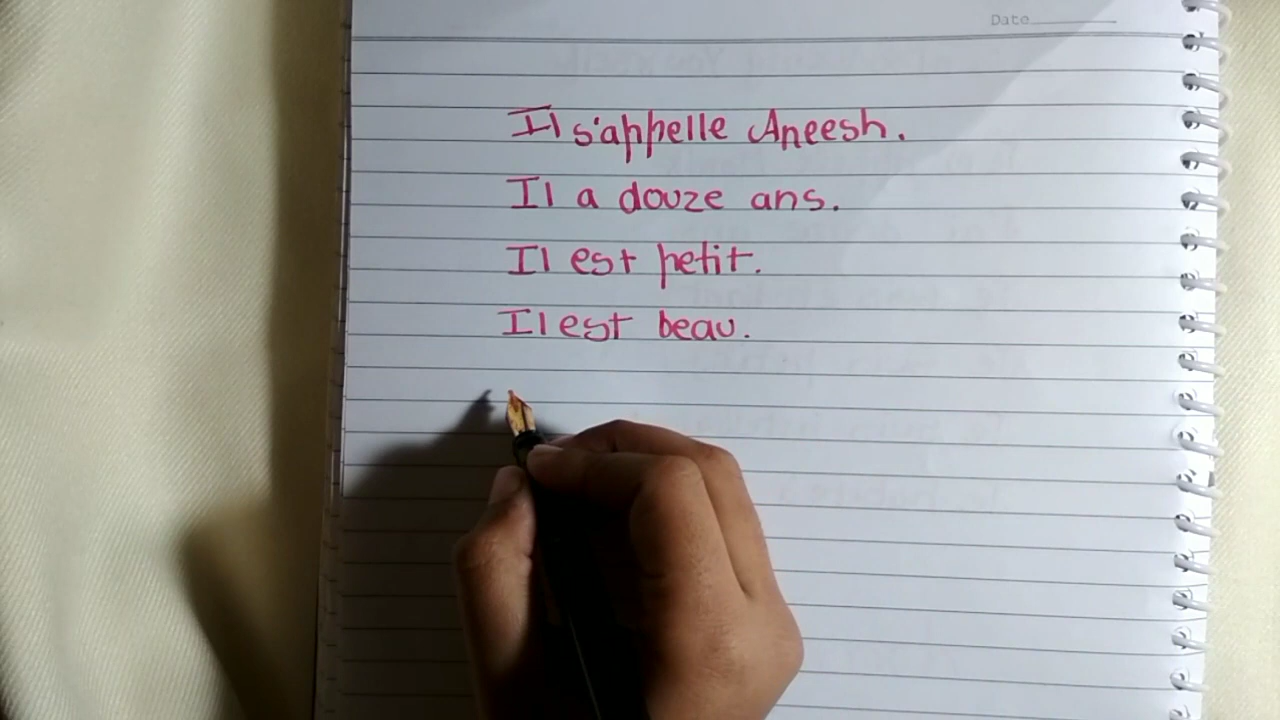 Date
Il s'appelle Aneesh.
Il a douze ans.
Il est petit.
Il est beau.